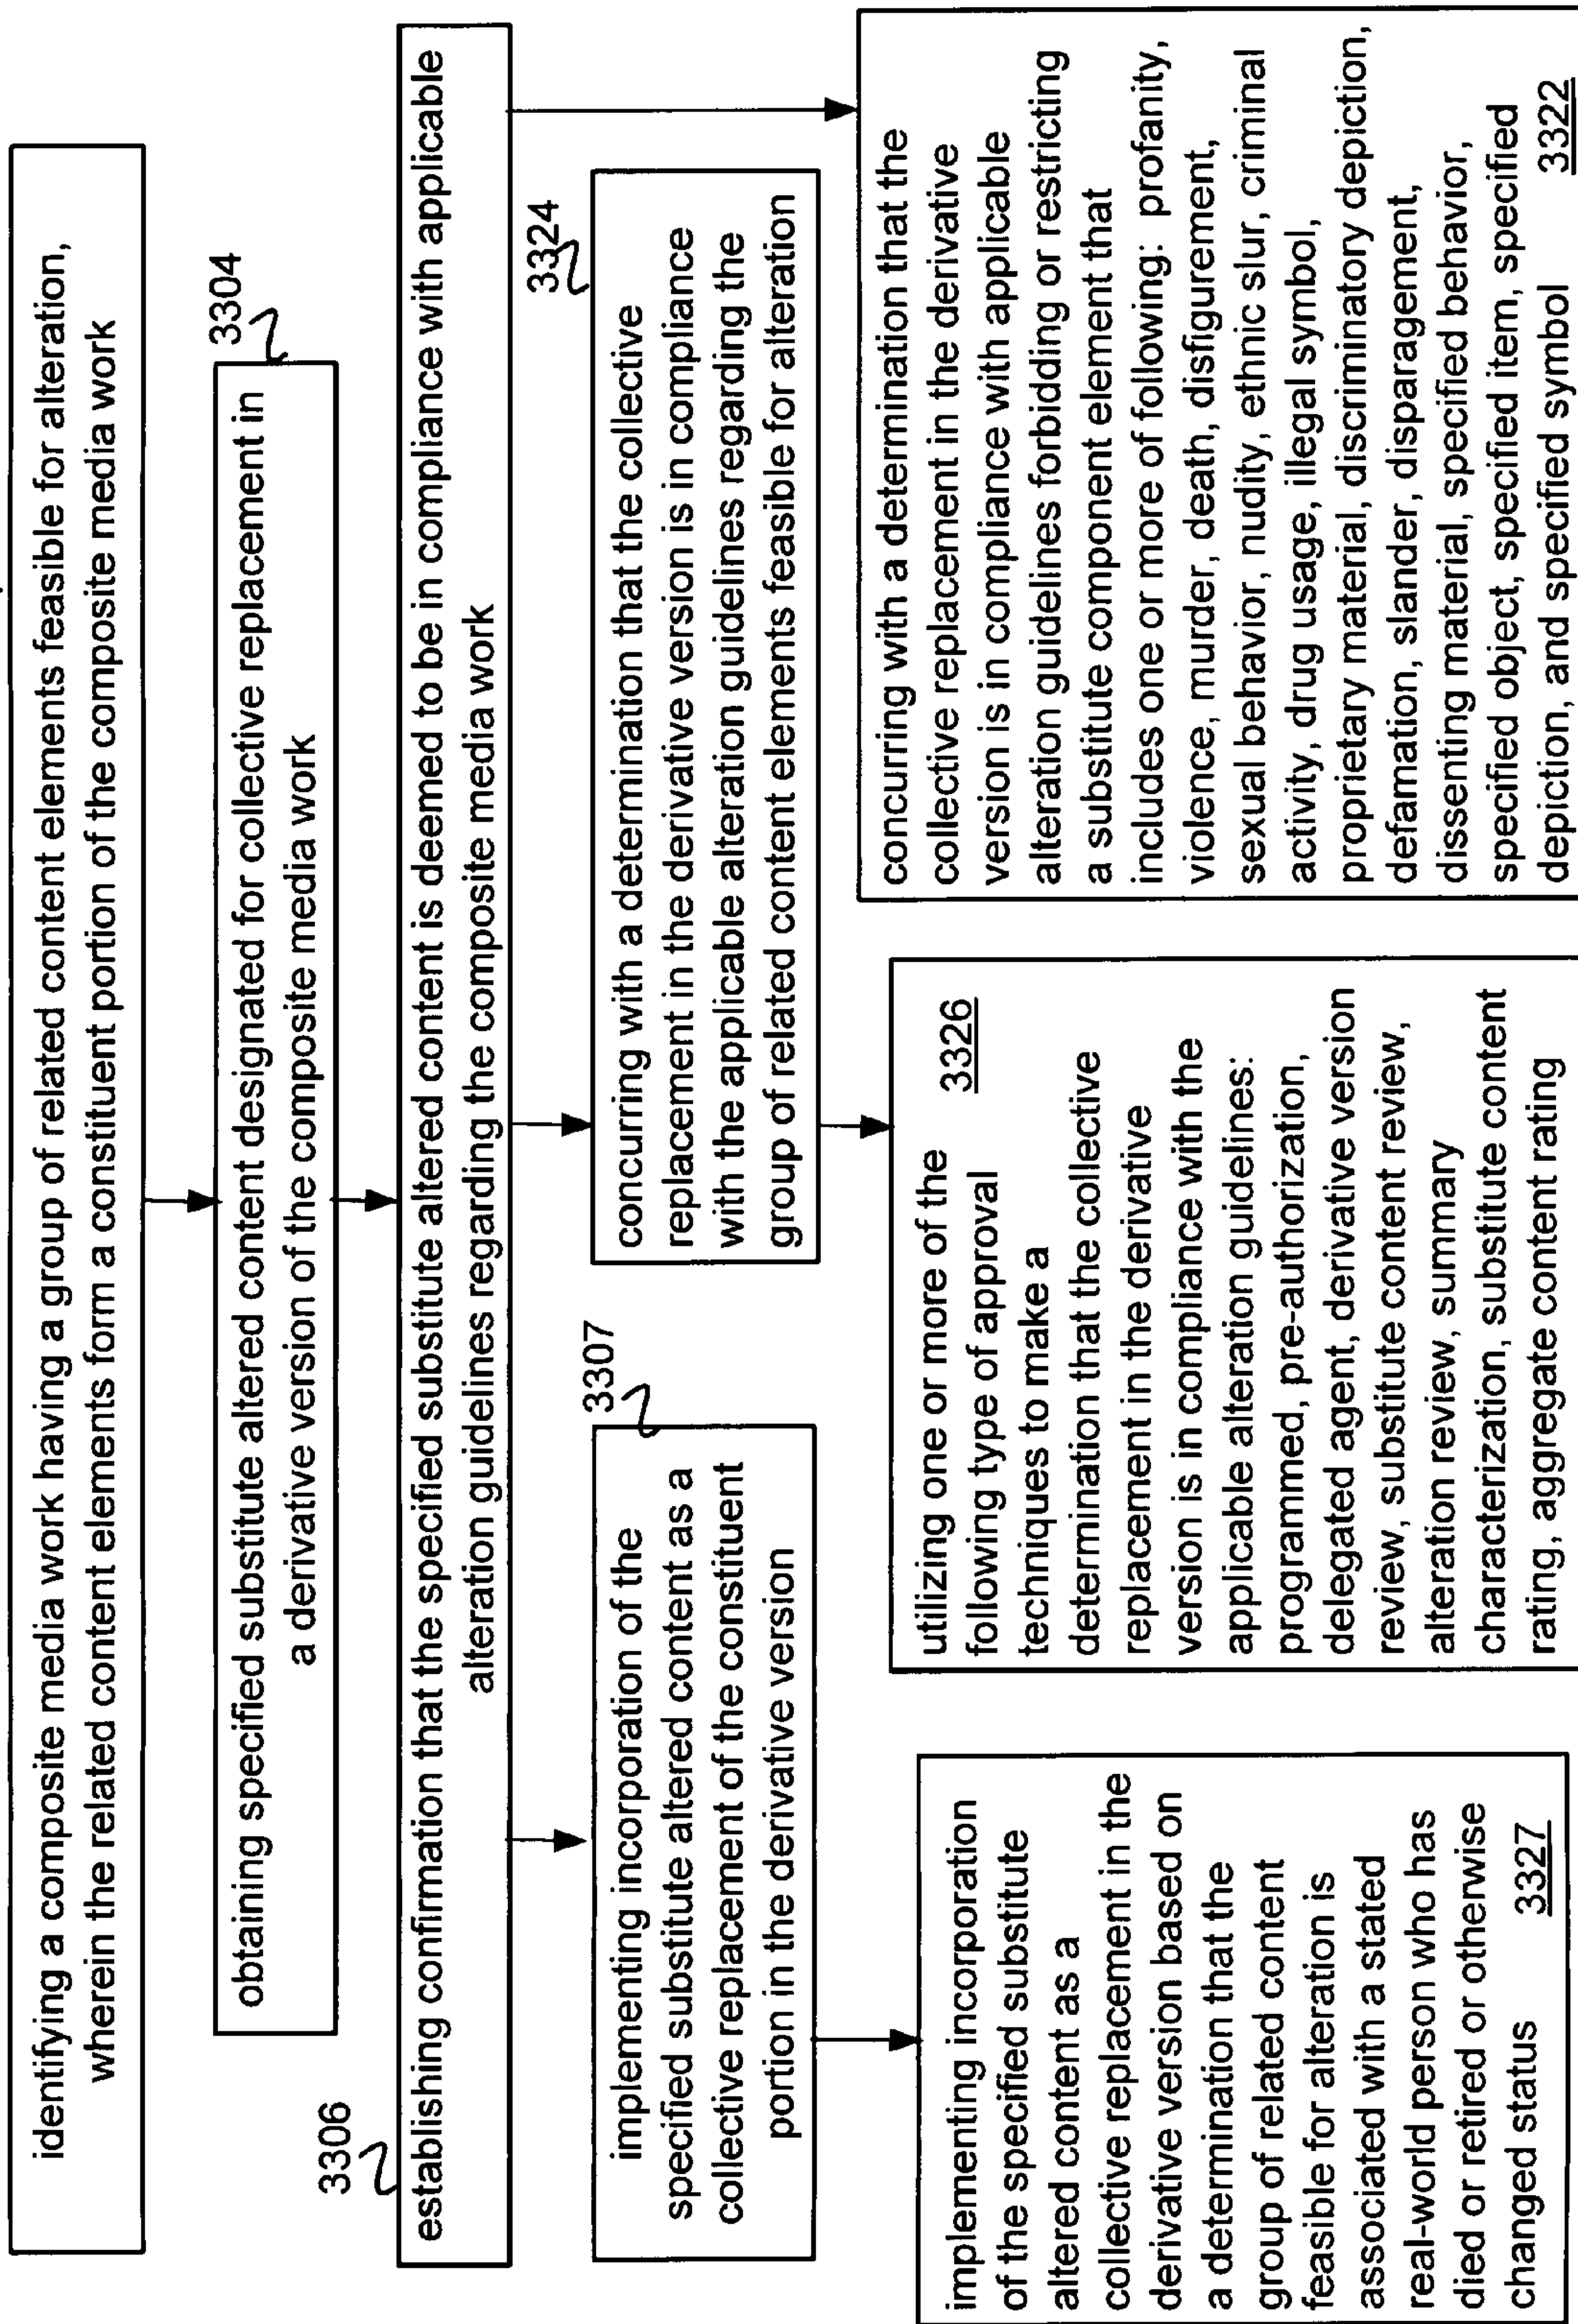 identifying a composite media work having a group of related content elements feasible for alteration,
wherein the related content elements form a constituent portion of the composite media work
3304
obtaining specified substitute altered content designated for collective replacement in
a derivative version of the composite media work
3306
establishing confirmation that the specified substitute altered content is deemed to be in compliance with applicable
alteration guidelines regarding the composite media work
3307
implementing incorporation of the
specified substitute altered content as a
collective replacement of the constituent
portion in the derivative version
3324
concurring with a determination that the collective
replacement in the derivative version is in compliance
with the applicable alteration guidelines regarding the
group of related content elements feasible for alteration
implementing incorporation
of the specified substitute
altered content as a
collective replacement in the
derivative version based on
a determination that the
group of related content
feasible for alteration is
associated with a stated
real-world person who has
died or retired or otherwise
changed status 3327
utilizing one or more of the 3326
following type of approval
techniques to make a
determination that the collective
replacement in the derivative
version is in compliance with the
applicable alteration guidelines:
programmed, pre-authorization,
delegated agent, derivative version
review, substitute content review,
alteration review, summary
characterization, substitute content
rating, aggregate content rating
concurring with a determination that the
collective replacement in the derivative
version is in compliance with applicable
alteration guidelines forbidding or restricting
a substitute component element that
includes one or more of following: profanity,
violence, murder, death, disfigurement,
sexual behavior, nudity, ethnic slur, criminal
activity, drug usage, illegal symbol,
proprietary material, discriminatory depiction,
defamation, slander, disparagement,
dissenting material, specified behavior,
specified object, specified item, specified
depiction, and specified symbol 3322